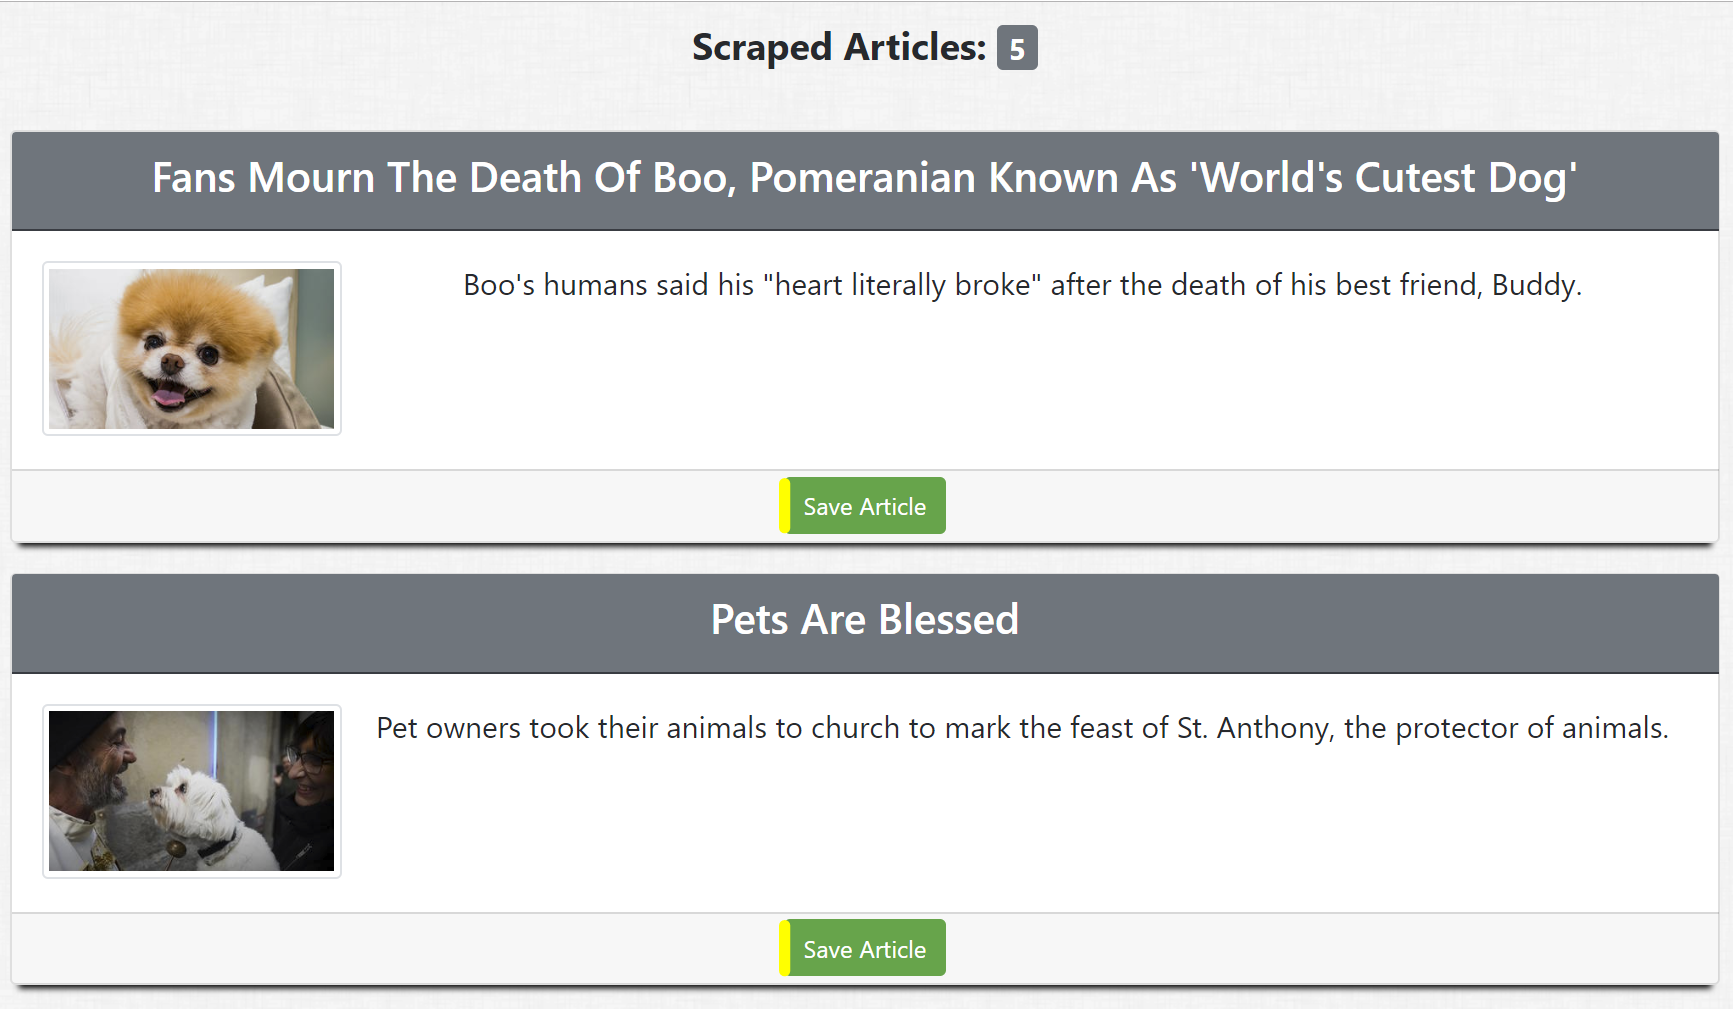 Scraped Articles: 5
Fans Mourn The Death Of Boo, Pomeranian Known As 'World's Cutest Dog'
Boo's humans said his "heart literally broke" after the death of his best friend, Buddy.
Save Article
Pets Are Blessed
Pet owners took their animals to church to mark the feast of St. Anthony, the protector of animals.
Save Article